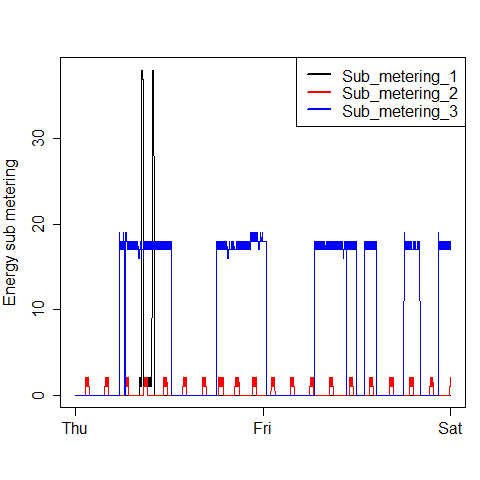 Sub_metering_1
Sub_metering_2
Sub_metering_3
Energy sub metering
30
20
10
0
Thu Fri Sat